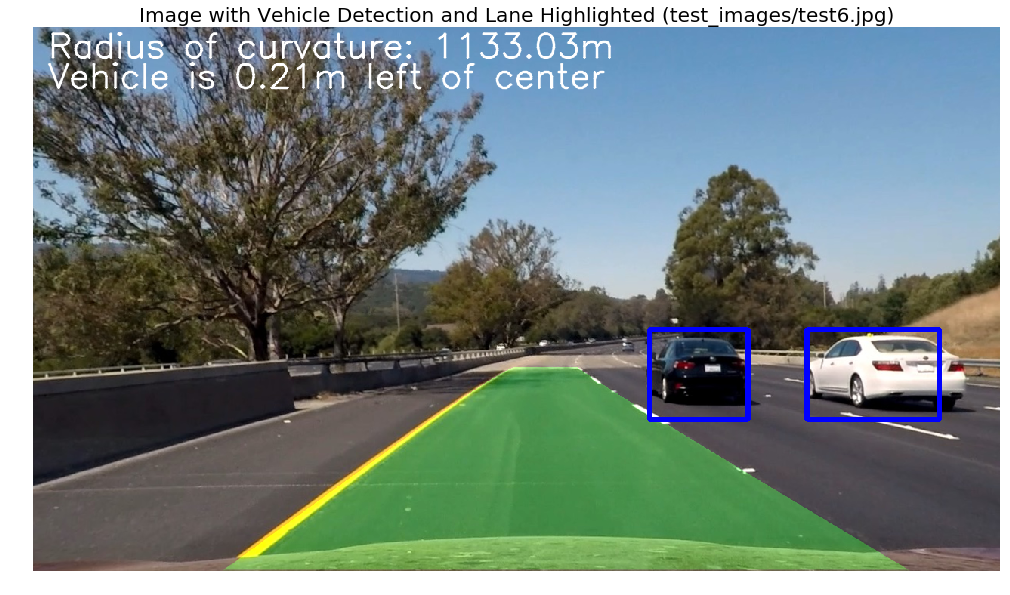 Image with Vehicle Detection and Lane Highlighted (test_images/test6.jpg)
Radius of curvature: 1133.03m
Vehicle is 0.21m left of center